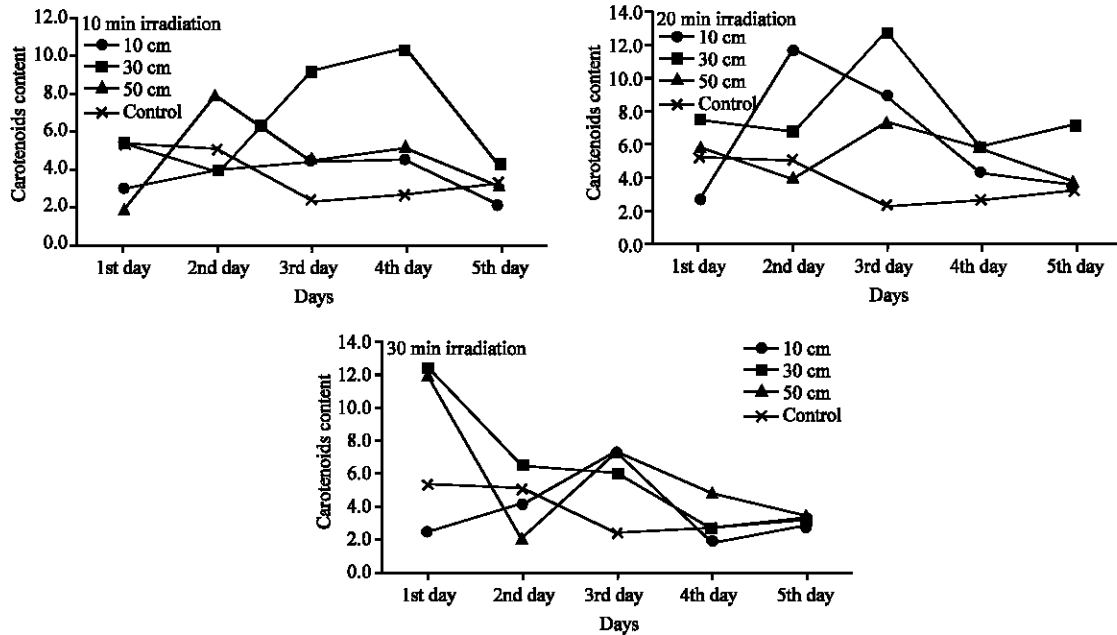 12.0
10.0
8.0
6.0
4.0
2.0
0.0
Carotenoids content
10 min irradiation
10 cm
30 cm
50 cm
Control
1st day 2nd day 3rd day 4th day 5th day
Days
14.0
12.0
10.0
8.0
6.0
4.0
2.0
0.0
Carotenoids content
20 min irradiation
10 cm
30 cm
50 cm
Control
1st day 2nd day 3rd day 4th day 5th day
Days
14.0
12.0
10.0
8.0
6.0
4.0
2.0
0.0
Carotenoids content
30 min irradiation
10 cm
30 cm
50 cm
Control
1st day 2nd day 3rd day 4th day 5th day
Days